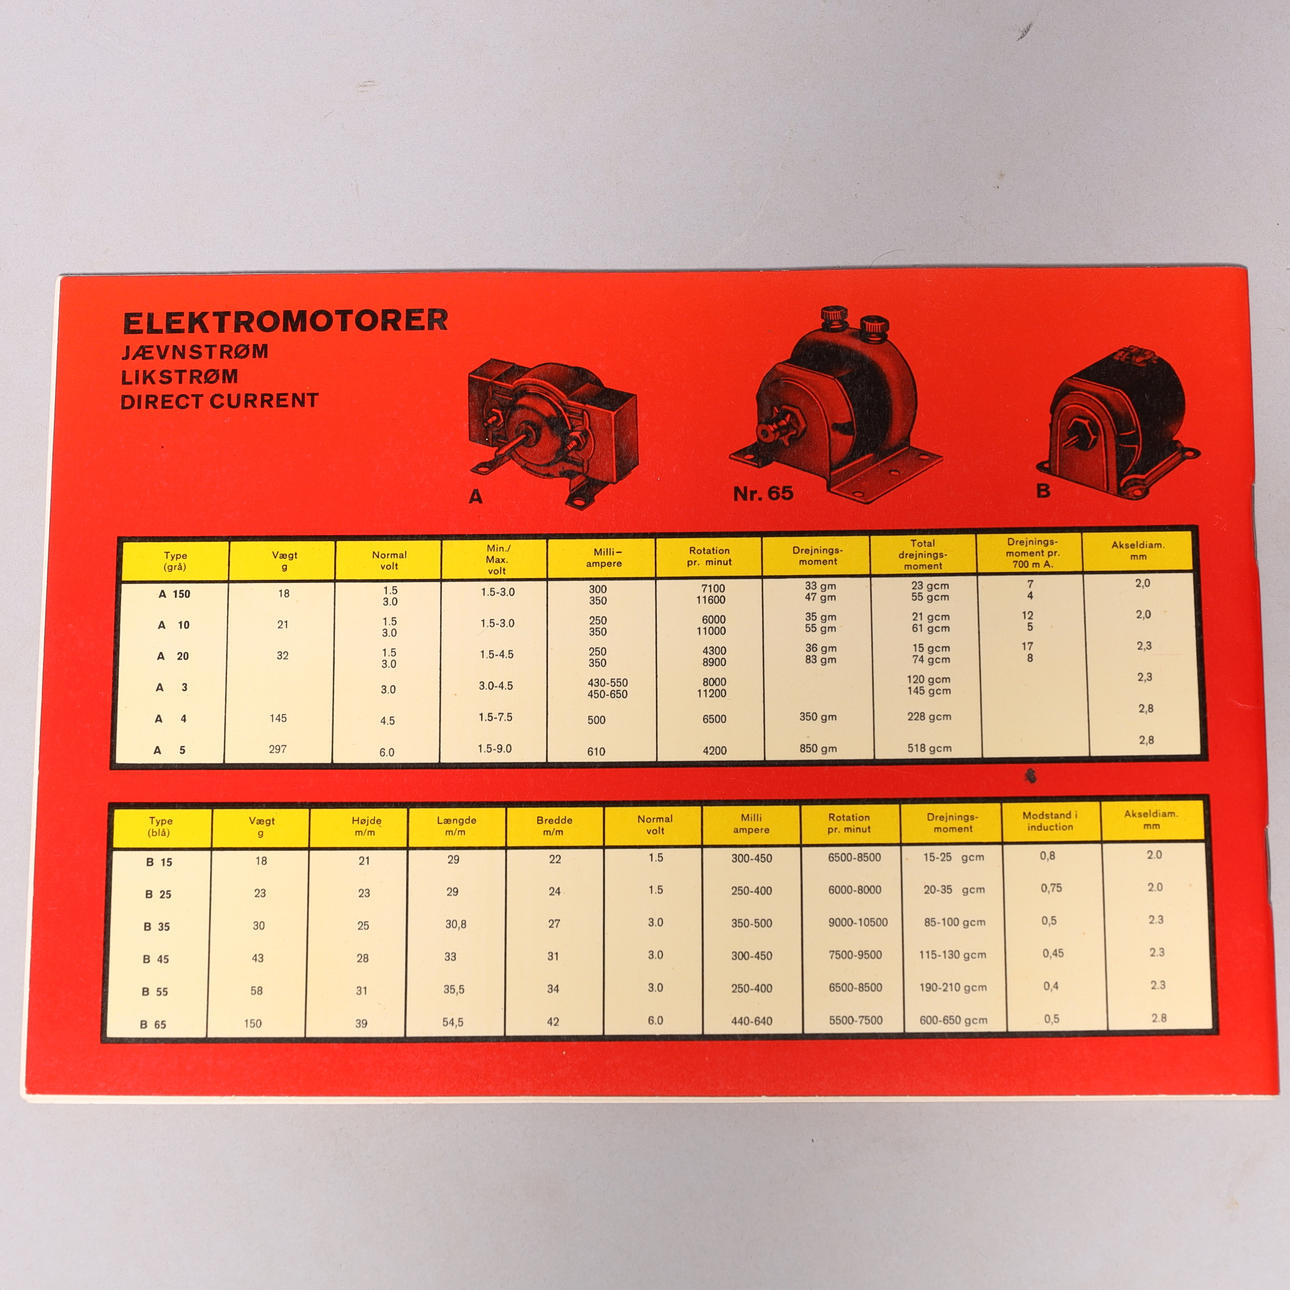 ELEKTROMOTORER
JÆVNSTRØM
LIKSTRØM
DIRECT CURRENT
A
Nr. 65
B
Type (grå) Vægt g Normal volt Min./Max. volt Milli-ampere Rotation pr. minut Drejnings-moment Total drejnings-moment Drejnings-moment pr. 700 m A. Akseldiam. mm
A 150 18 1.5 1.5-3.0 300 7100 33 gm 23 gcm 7 2,0
3.0 350 11600 47 gm 55 gcm 4
A 10 21 1.5 1.5-3.0 250 6000 35 gm 21 gcm 12 2,0
3.0 350 11000 55 gm 61 gcm 5
A 20 32 1.5 1.5-4.5 250 4300 36 gm 15 gcm 17 2,3
3.0 350 8900 83 gm 74 gcm 8
A 3 3.0 3.0-4.5 430-550 8000 120 gcm 2,3
450-650 11200 145 gcm
A 4 145 4.5 1.5-7.5 500 6500 350 gm 228 gcm 2,8
A 5 297 6.0 1.5-9.0 610 4200 850 gm 518 gcm 2,8
Type (blå) Vægt g Højde m/m Længde m/m Bredde m/m Normal volt Milli ampere Rotation pr. minut Drejnings-moment Modstand i induction Akseldiam. mm
B 15 18 21 29 22 1.5 300-450 6500-8500 15-25 gcm 0,8 2.0
B 25 23 23 29 24 1.5 250-400 6000-8000 20-35 gcm 0,75 2.0
B 35 30 25 30,8 27 3.0 350-500 9000-10500 85-100 gcm 0,5 2.3
B 45 43 28 33 31 3.0 300-450 7500-9500 115-130 gcm 0,45 2.3
B 55 58 31 35,5 34 3.0 250-400 6500-8500 190-210 gcm 0,4 2.3
B 65 150 39 54,5 42 6.0 440-640 5500-7500 600-650 gcm 0,5 2.8